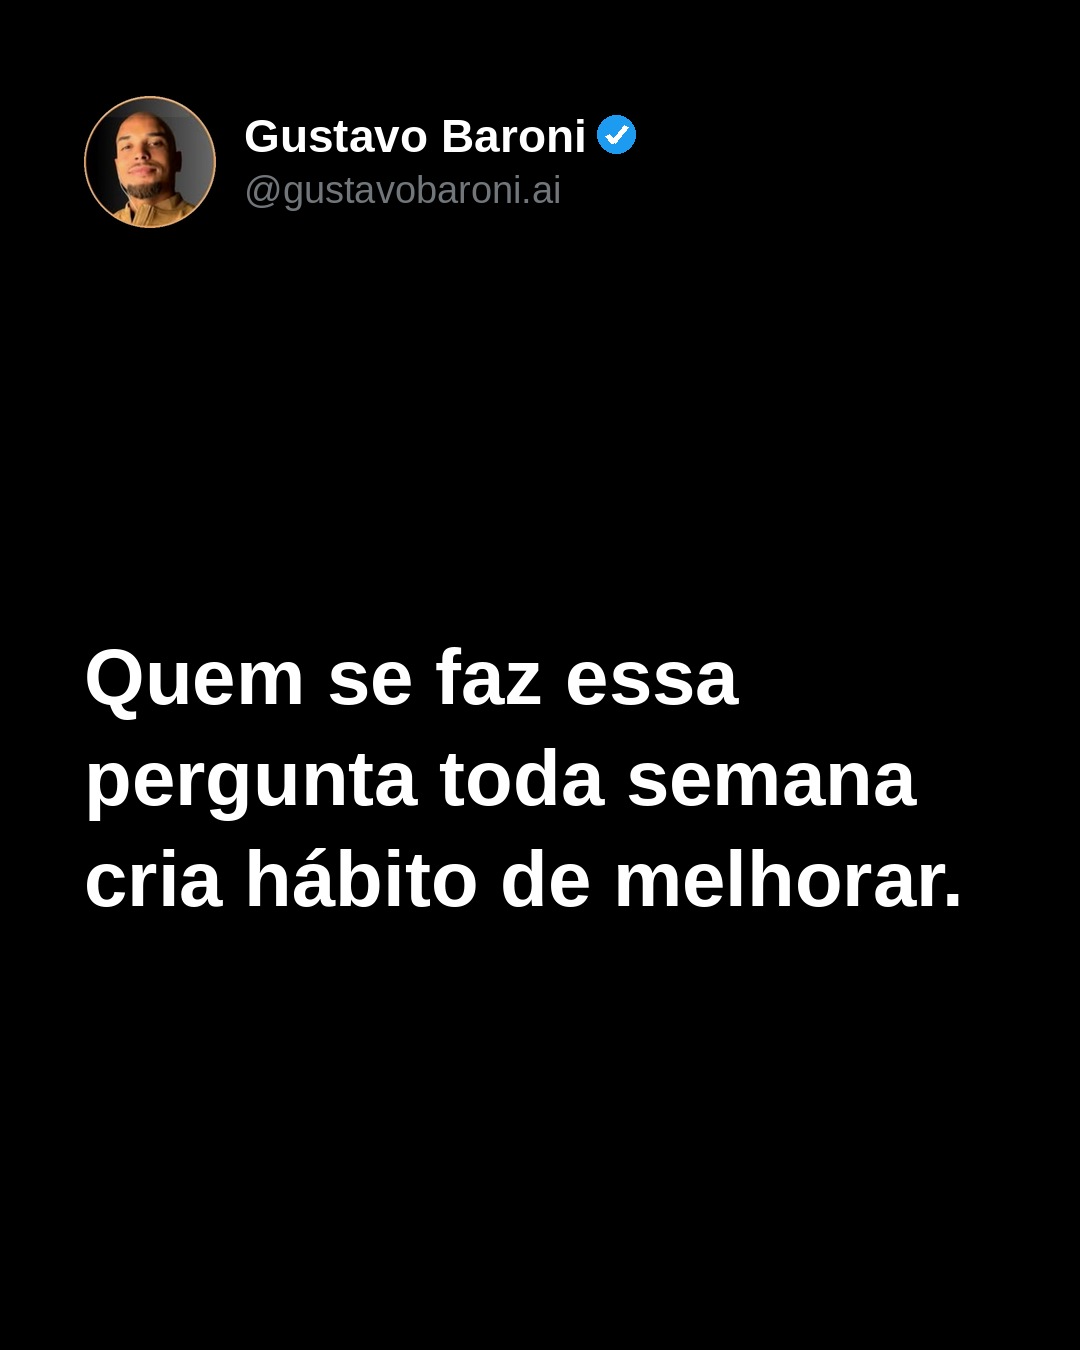 Gustavo Baroni
@gustavobaroni.ai
Quem se faz essa
pergunta toda semana
cria hábito de melhorar.